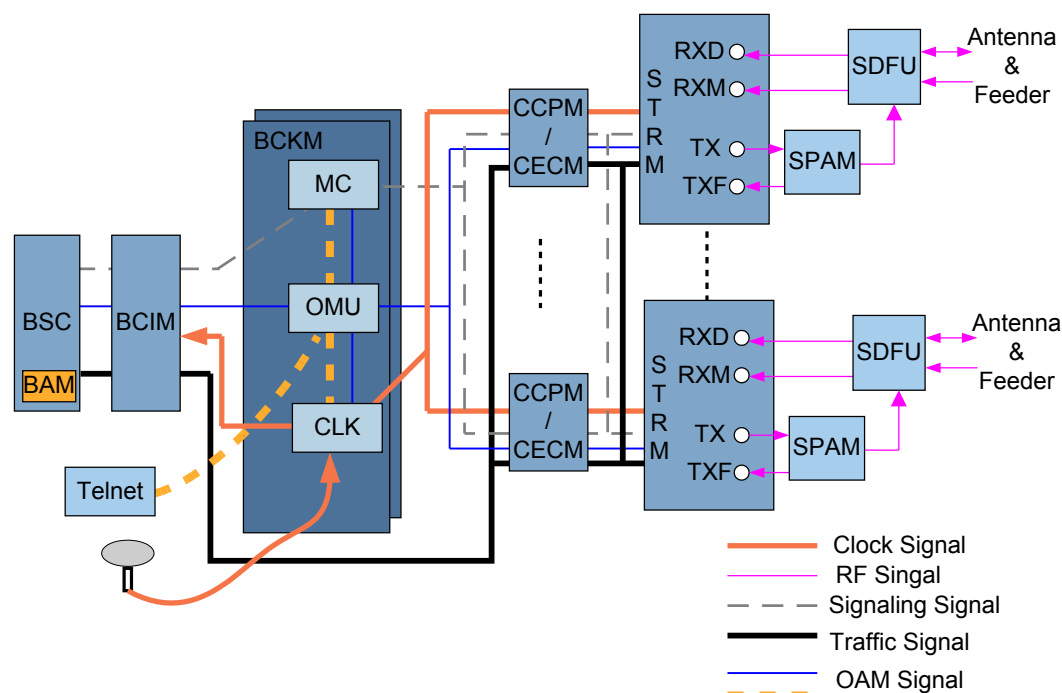 RXD
RXM
TX
TXF
S
T
R
M
SDFU
Antenna
&
Feeder
SPAM
CCPM
/
CECM
BCKM
MC
OMU
CLK
BSC
BAM
BCIM
Telnet
CCPM
/
CECM
S
T
R
M
RXD
RXM
TX
TXF
SDFU
Antenna
&
Feeder
SPAM
Clock Signal
RF Singal
Signaling Signal
Traffic Signal
OAM Signal